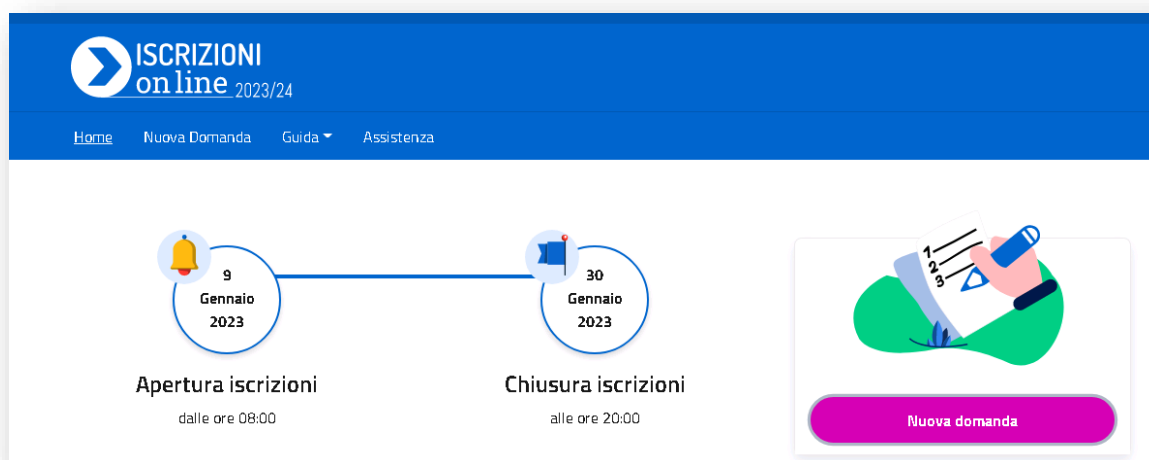 ISCRIZIONI
on line 2023/24
Home Nuova Domanda Guida Assistenza
9
Gennaio
2023
30
Gennaio
2023
1
2
3
Apertura iscrizioni
dalle ore 08:00
Chiusura iscrizioni
alle ore 20:00
Nuova domanda